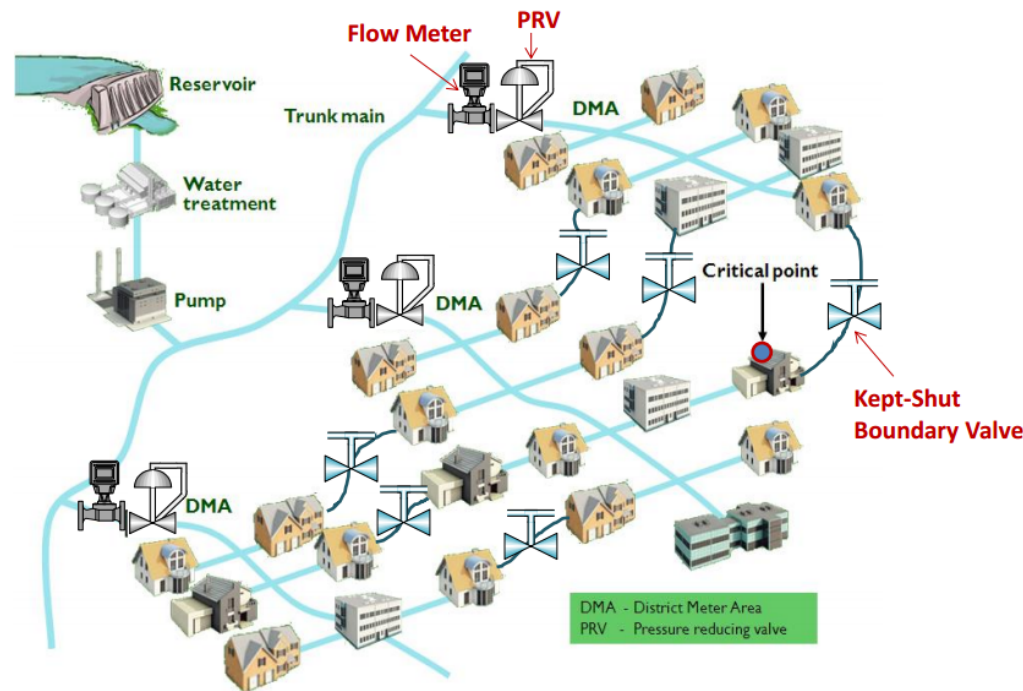 Flow Meter
PRV
Reservoir
Trunk main
DMA
Water
treatment
Critical point
Pump
DMA
Kept-Shut
Boundary Valve
DMA
DMA - District Meter Area
PRV - Pressure reducing valve